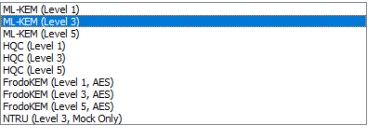 ML-KEM (Level 1)
ML-KEM (Level 3)
ML-KEM (Level 5)
HQC (Level 1)
HQC (Level 3)
HQC (Level 5)
FrodoKEM (Level 1, AES)
FrodoKEM (Level 3, AES)
FrodoKEM (Level 5, AES)
NTRU (Level 3, Mock Only)